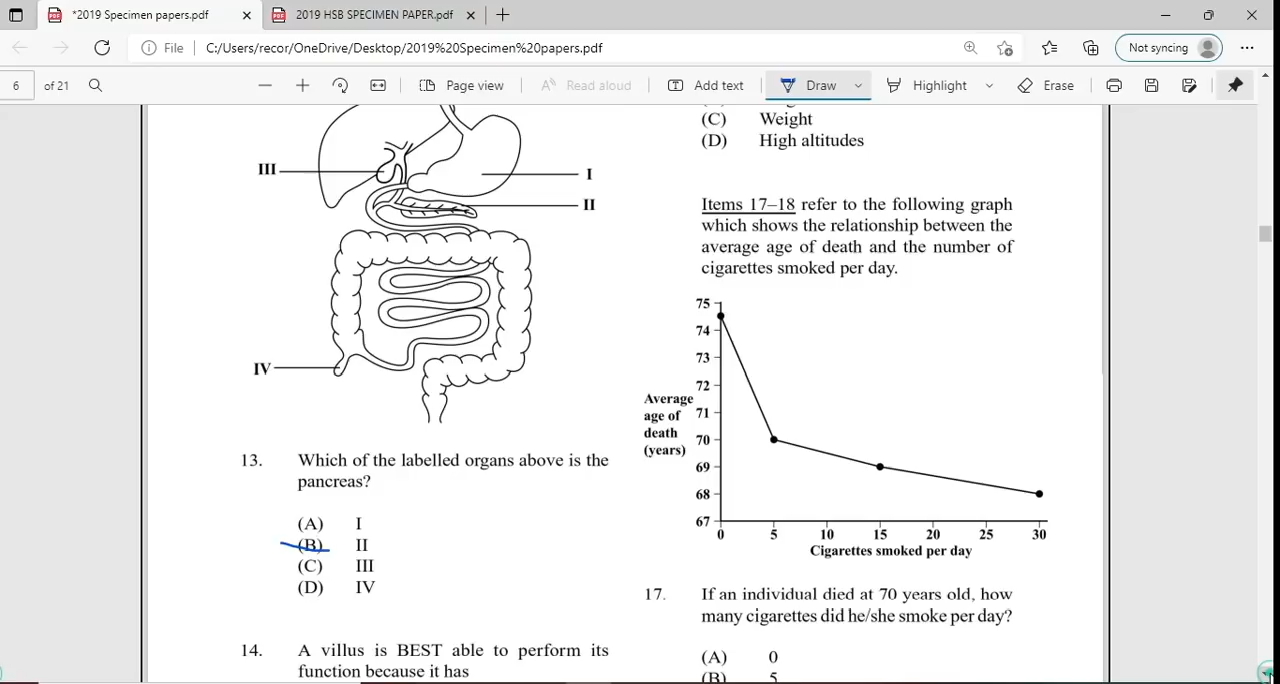 *2019 Specimen papers.pdf
2019 HSB SPECIMEN PAPER.pdf
File
C:/Users/recor/OneDrive/Desktop/2019%20Specimen%20papers.pdf
Not syncing
6
of 21
Page view
Read aloud
Add text
Draw
Highlight
Erase
III
I
II
IV
13.
Which of the labelled organs above is the
pancreas?
(A) I
(B) II
(C) III
(D) IV
14.
A villus is BEST able to perform its
function because it has
(C) Weight
(D) High altitudes
Items 17–18 refer to the following graph
which shows the relationship between the
average age of death and the number of
cigarettes smoked per day.
75
74
73
72
71
70
69
68
67
Average
age of
death
(years)
0 5 10 15 20 25 30
Cigarettes smoked per day
17.
If an individual died at 70 years old, how
many cigarettes did he/she smoke per day?
(A) 0
(B) 5